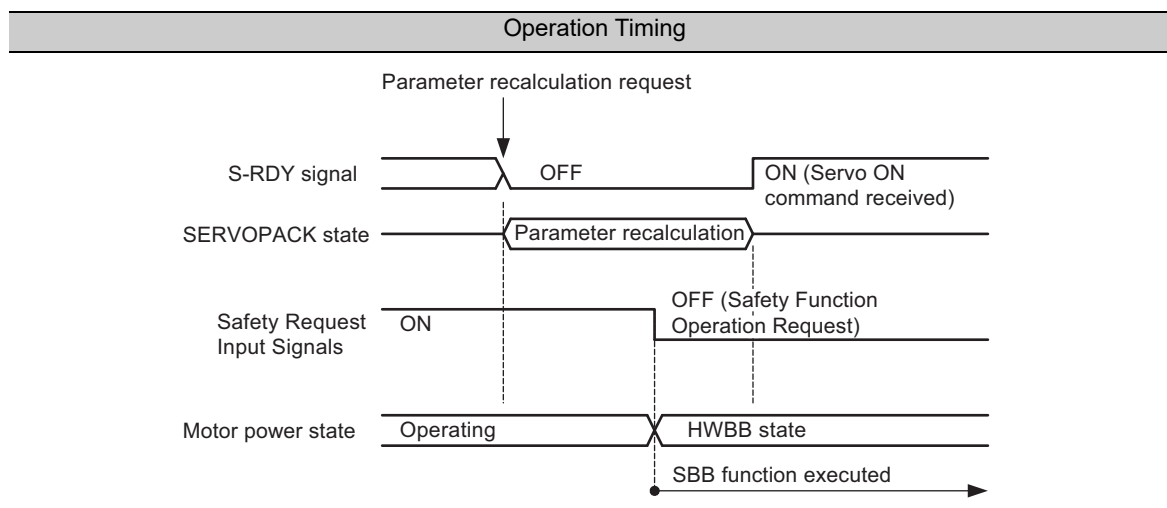 Operation Timing
Parameter recalculation request
S-RDY signal
OFF
ON (Servo ON
command received)
SERVOPACK state
Parameter recalculation
Safety Request
Input Signals
ON
OFF (Safety Function
Operation Request)
Motor power state
Operating
HWBB state
SBB function executed